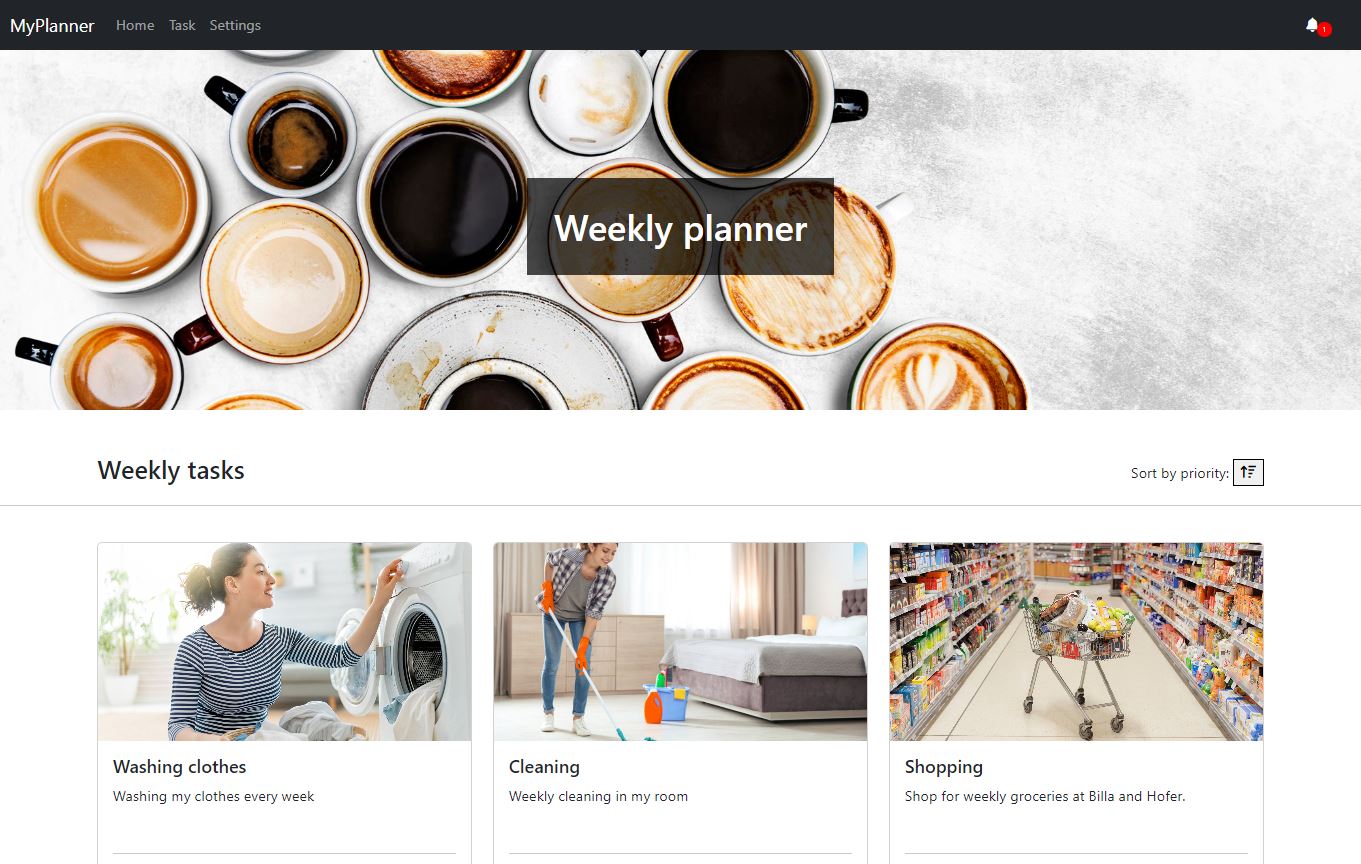 MyPlanner Home Task Settings 1
Weekly planner
Weekly tasks
Sort by priority:
Washing clothes
Washing my clothes every week
Cleaning
Weekly cleaning in my room
Shopping
Shop for weekly groceries at Billa and Hofer.